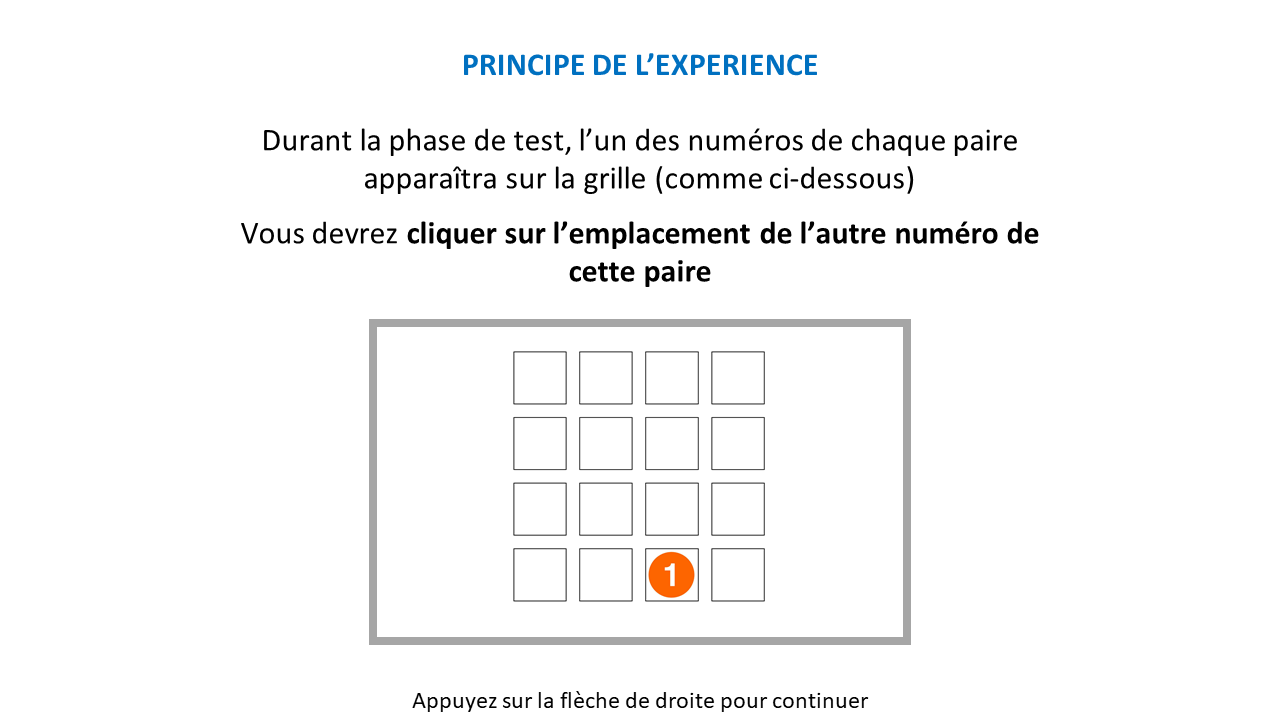 PRINCIPE DE L’EXPERIENCE
Durant la phase de test, l’un des numéros de chaque paire
apparaîtra sur la grille (comme ci-dessous)
Vous devrez cliquer sur l’emplacement de l’autre numéro de
cette paire
1
Appuyez sur la flèche de droite pour continuer